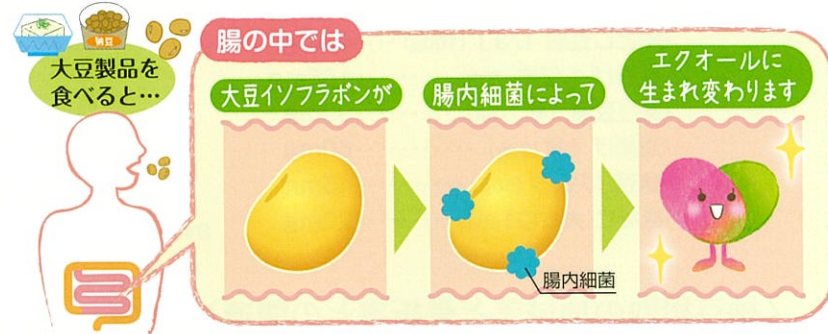 納豆
大豆製品を
食べると…
腸の中では
大豆イソフラボンが
腸内細菌によって
エクオールに
生まれ変わります
腸内細菌